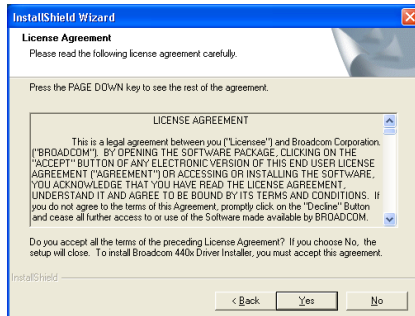 InstallShield Wizard
License Agreement
Please read the following license agreement carefully.
Press the PAGE DOWN key to see the rest of the agreement.
LICENSE AGREEMENT
This is a legal agreement between you ("Licensee") and Broadcom Corporation.
("BROADCOM"). BY OPENING THE SOFTWARE PACKAGE, CLICKING ON THE
"ACCEPT" BUTTON OF ANY ELECTRONIC VERSION OF THIS END USER LICENSE
AGREEMENT ("AGREEMENT") OR ACCESSING OR INSTALLING THE SOFTWARE,
YOU ACKNOWLEDGE THAT YOU HAVE READ THE LICENSE AGREEMENT,
UNDERSTAND IT AND AGREE TO BE BOUND BY ITS TERMS AND CONDITIONS. If
you do not agree to the terms of this Agreement, promptly click on the "Decline" Button
and cease all further access to or use of the Software made available by BROADCOM.
Do you accept all the terms of the preceding License Agreement? If you choose No, the
setup will close. To install Broadcom 440x Driver Installer, you must accept this agreement.
InstallShield
< Back Yes No